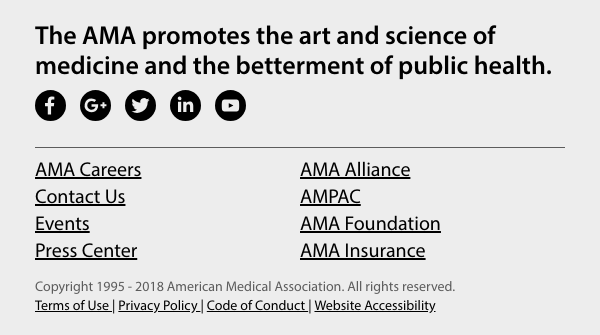 The AMA promotes the art and science of
medicine and the betterment of public health.
AMA Careers
Contact Us
Events
Press Center
AMA Alliance
AMPAC
AMA Foundation
AMA Insurance
Copyright 1995 - 2018 American Medical Association. All rights reserved.
Terms of Use | Privacy Policy | Code of Conduct | Website Accessibility